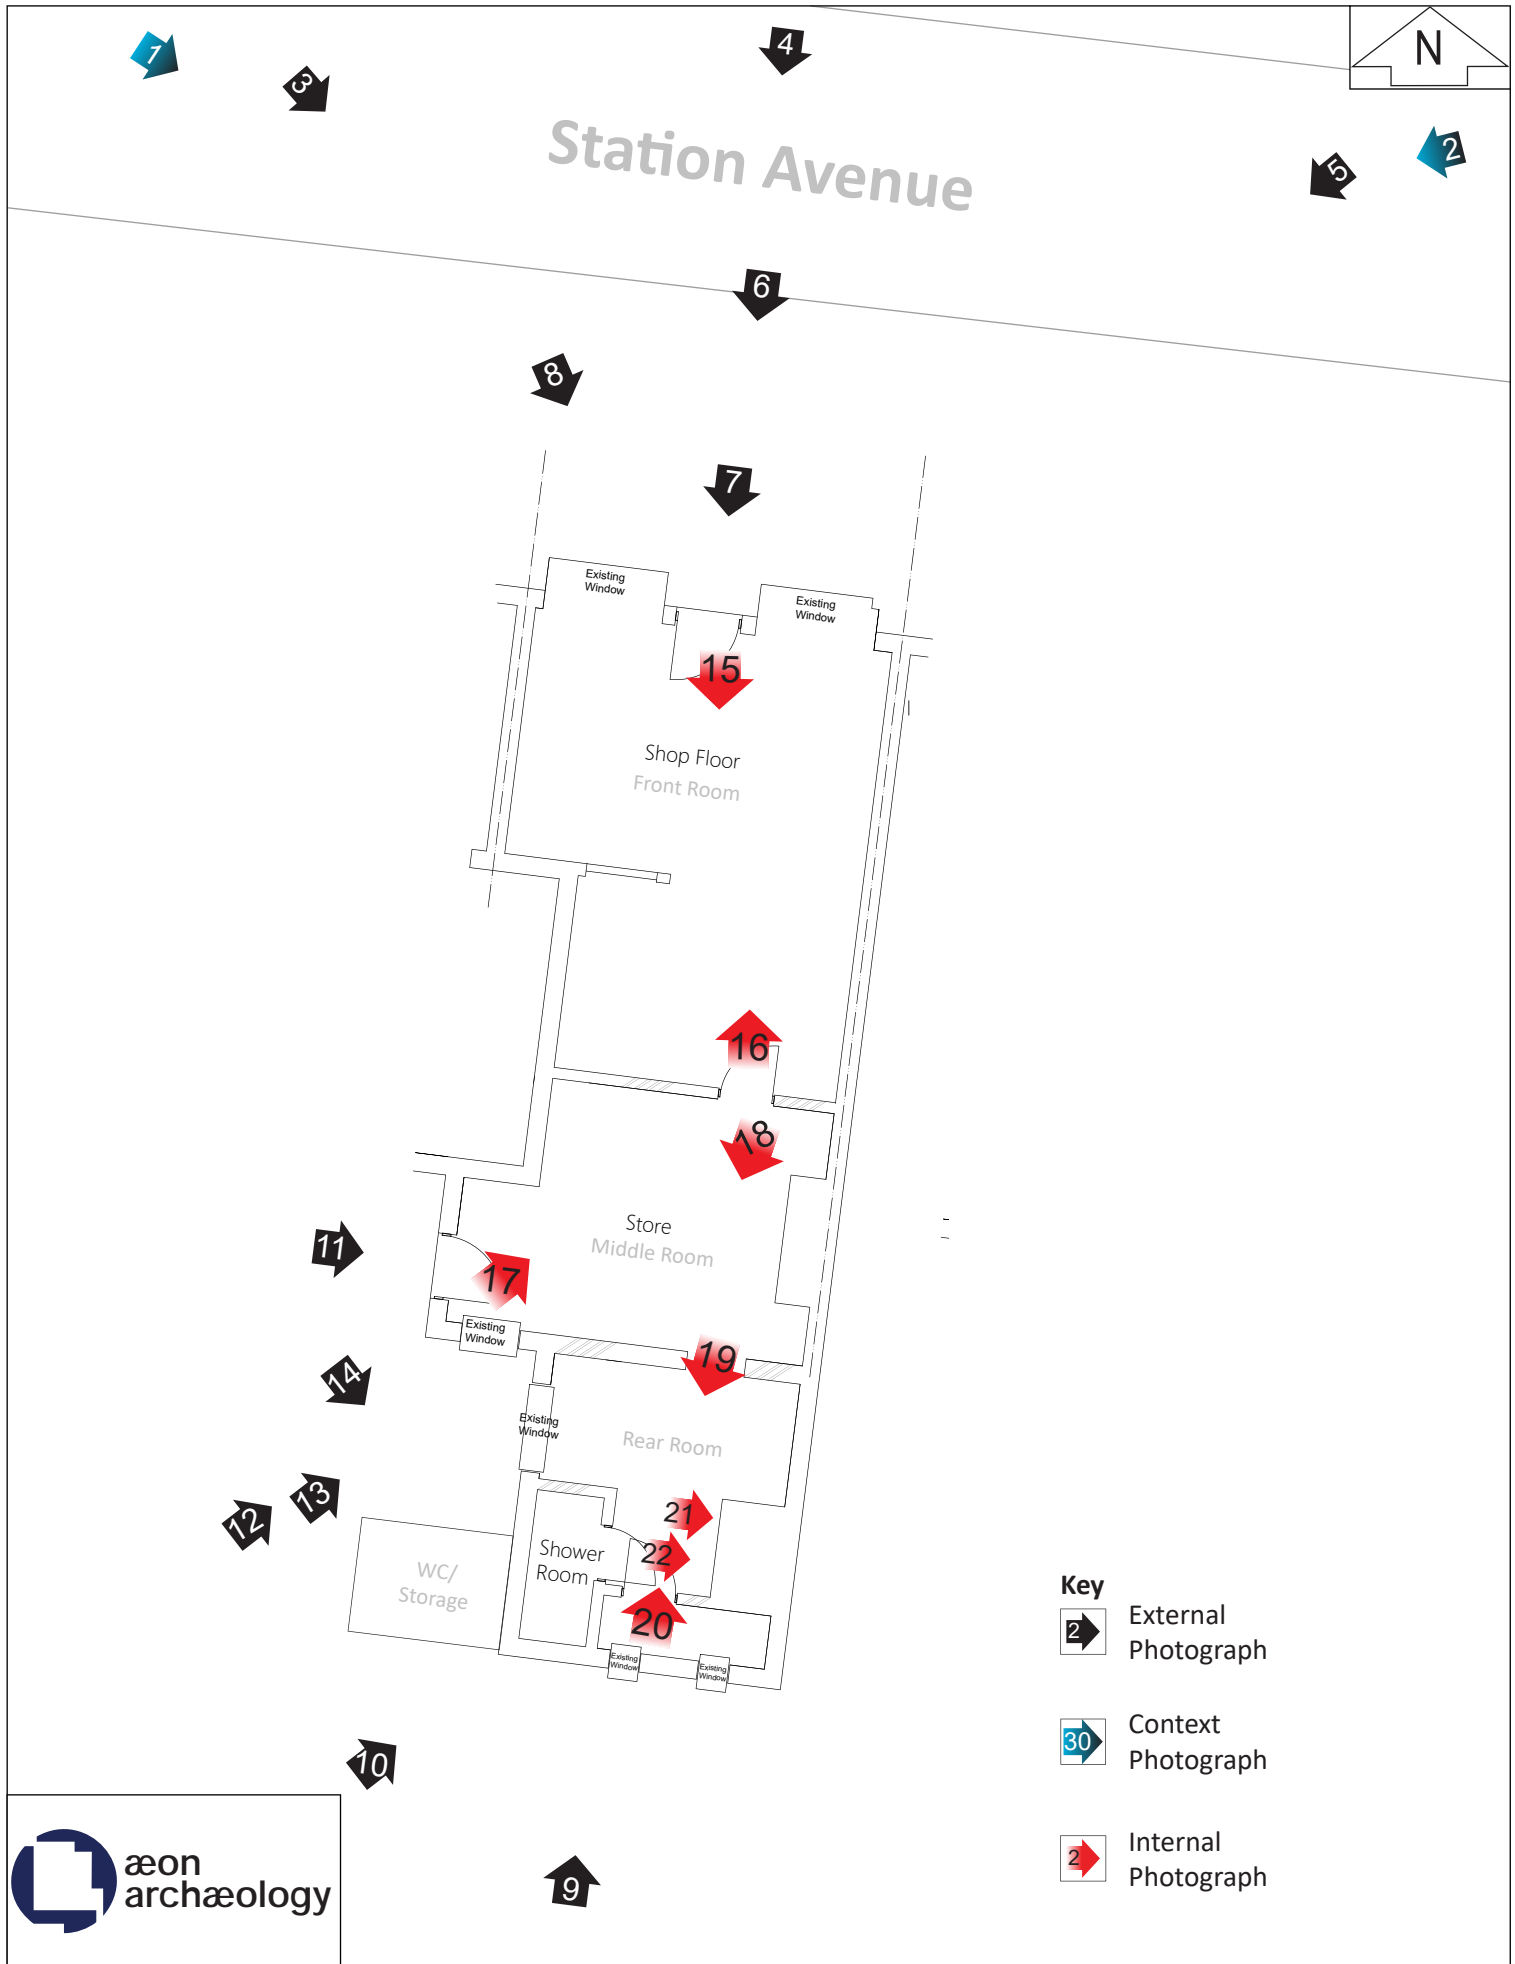 1
3
4
N
2
5
Station Avenue
6
8
7
Existing
Window
Existing
Window
15
Shop Floor
Front Room
16
18
Store
Middle Room
11
17
Existing
Window
19
14
Existing
Window
Rear Room
13
12
21
22
Shower
Room
WC/
Storage
20
Existing
Window
Existing
Window
10
9
Key
2
External
Photograph
30
Context
Photograph
2
Internal
Photograph
æon
archæology